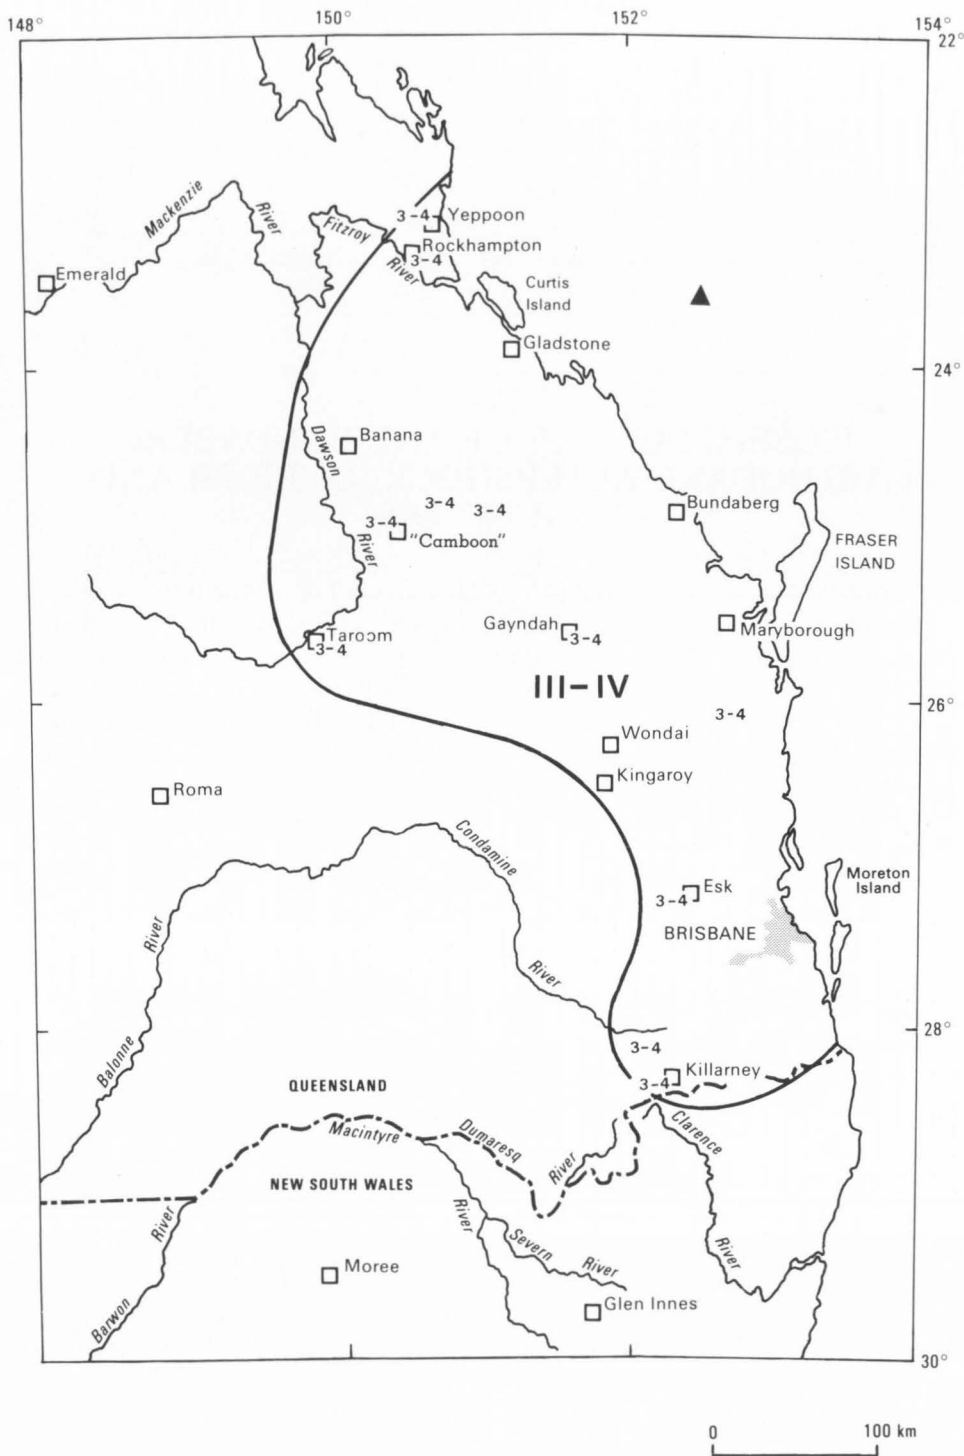 148°
150°
152°
154°
22°
Mackenzie
River
3-4
Yeppoon
Fitzroy
Rockhampton
3-4
River
Emerald
Curtis
Island
Gladstone
24°
Banana
Dawson
River
3-4
3-4
3-4
"Camboon"
Bundaberg
FRASER
ISLAND
Gayndah
3-4
Maryborough
Taroom
3-4
III-IV
26°
3-4
Wondai
Kingaroy
Roma
Condamine
River
Moreton
Island
Esk
3-4
BRISBANE
River
Balonne
28°
3-4
Killarney
3-4
QUEENSLAND
Macintyre
Dumaresq
River
Clarence
River
NEW SOUTH WALES
River
Severn
River
River
Barwon
Moree
Glen Innes
30°
0 100 km